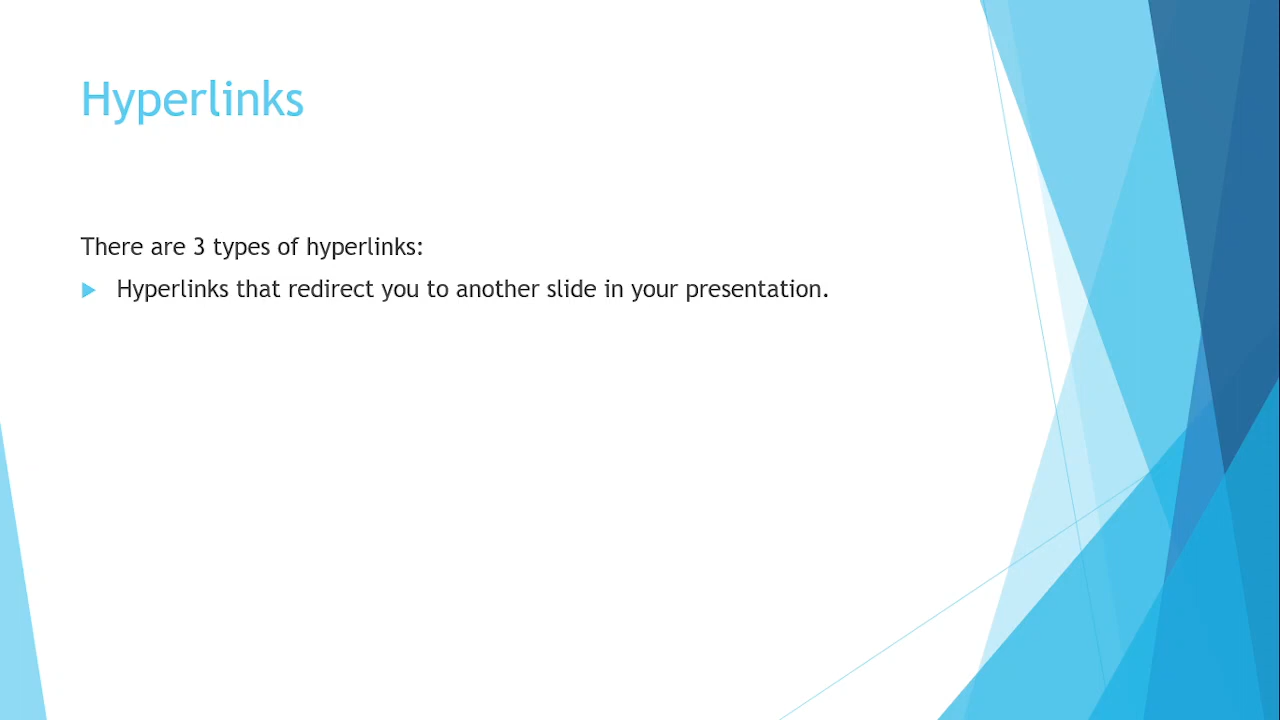 Hyperlinks
There are 3 types of hyperlinks:
Hyperlinks that redirect you to another slide in your presentation.